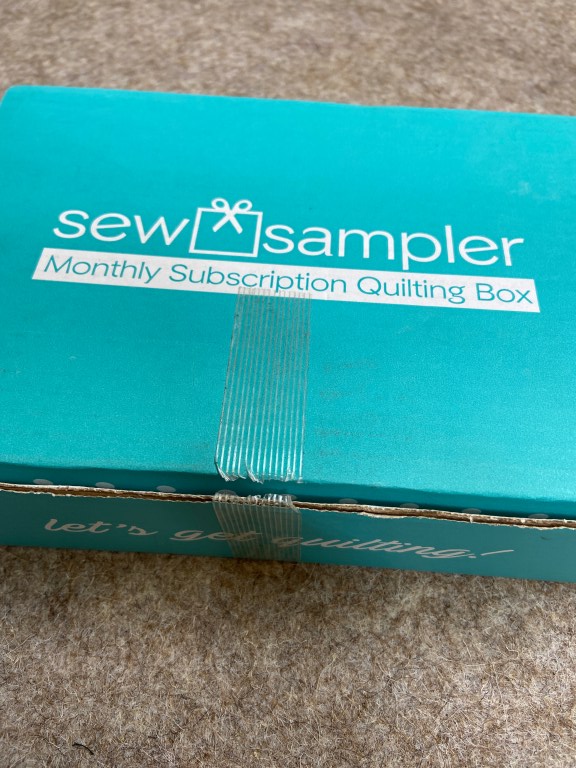 sew sampler
Monthly Subscription Quilting Box
let's get quilting!